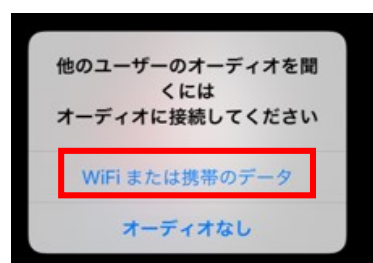 他のユーザーのオーディオを聞
くには
オーディオに接続してください
WiFi または携帯のデータ
オーディオなし